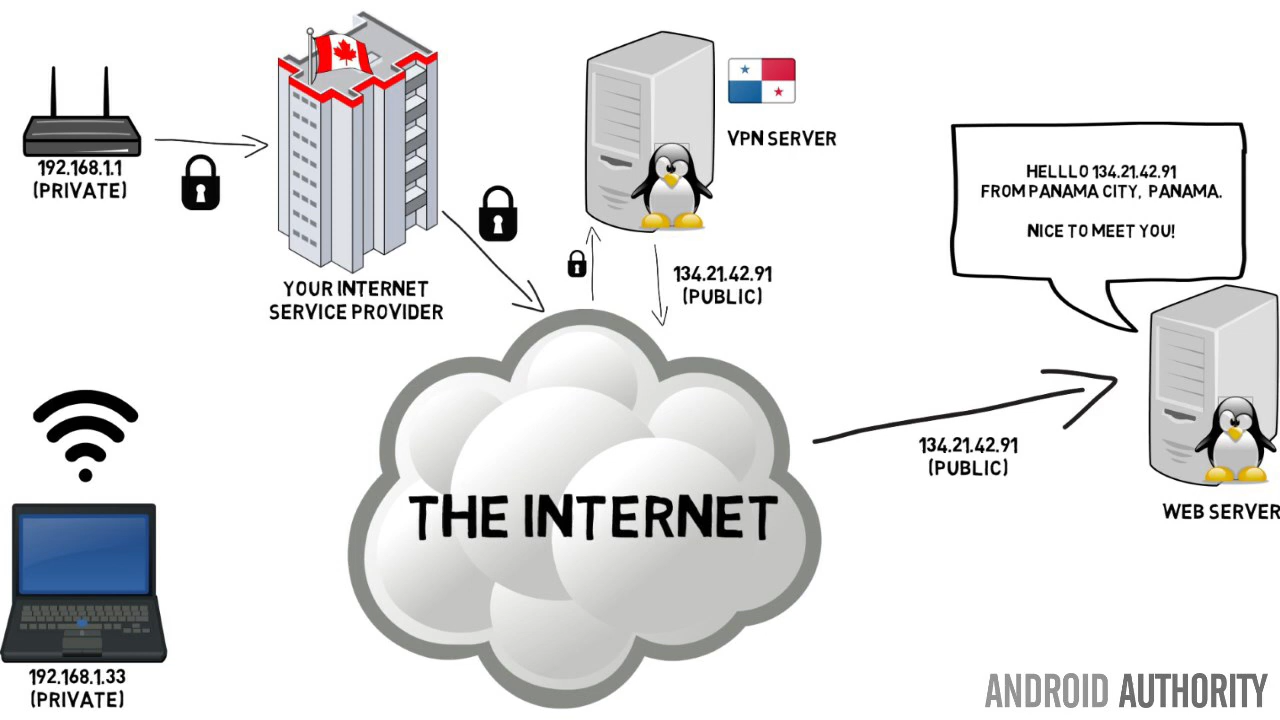 192.168.1.1
(PRIVATE)
YOUR INTERNET
SERVICE PROVIDER
VPN SERVER
134.21.42.91
(PUBLIC)
HELLLO 134.21.42.91
FROM PANAMA CITY, PANAMA.
NICE TO MEET YOU!
THE INTERNET
134.21.42.91
(PUBLIC)
WEB SERVER
192.168.1.33
(PRIVATE)
ANDROID AUTHORITY